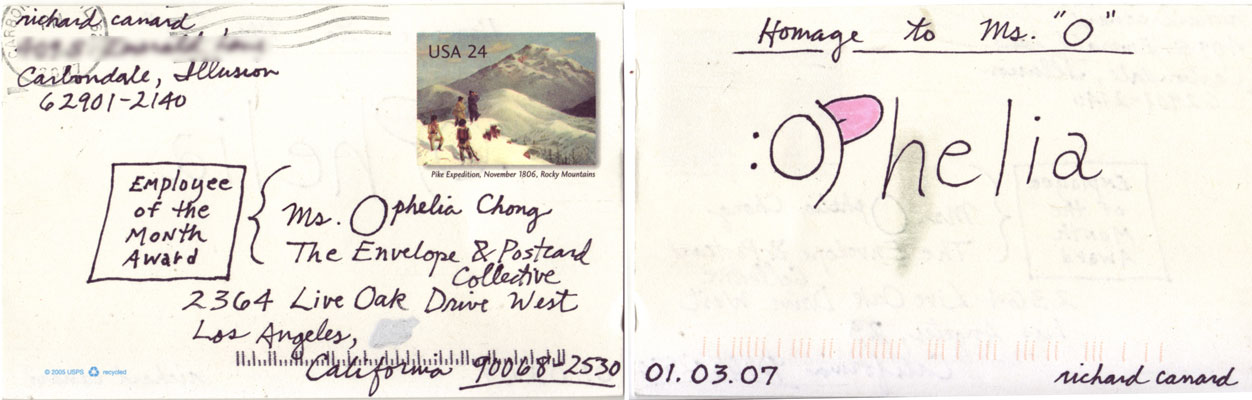 richard canard
Carbondale, Illusion
62901-2140
USA 24
Pike Expedition, November 1806, Rocky Mountains
Employee
of the
Month
Award
Ms. Ophelia Chong
The Envelope & Postcard
Collective
2364 Live Oak Drive West
Los Angeles,
California 90068-2530
© 2005 USPS recycled
Homage to Ms. "O"
:Ophelia
01.03.07
richard canard